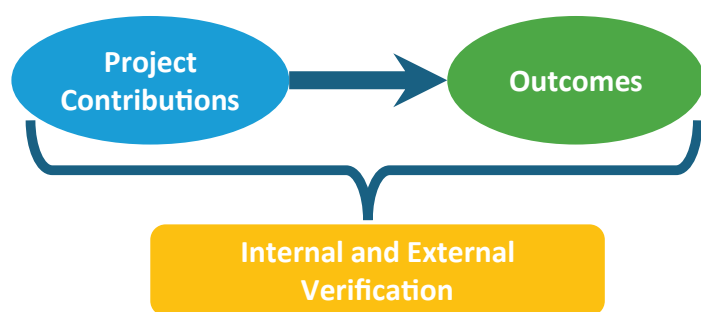 Project
Contributions
Outcomes
Internal and External
Verification